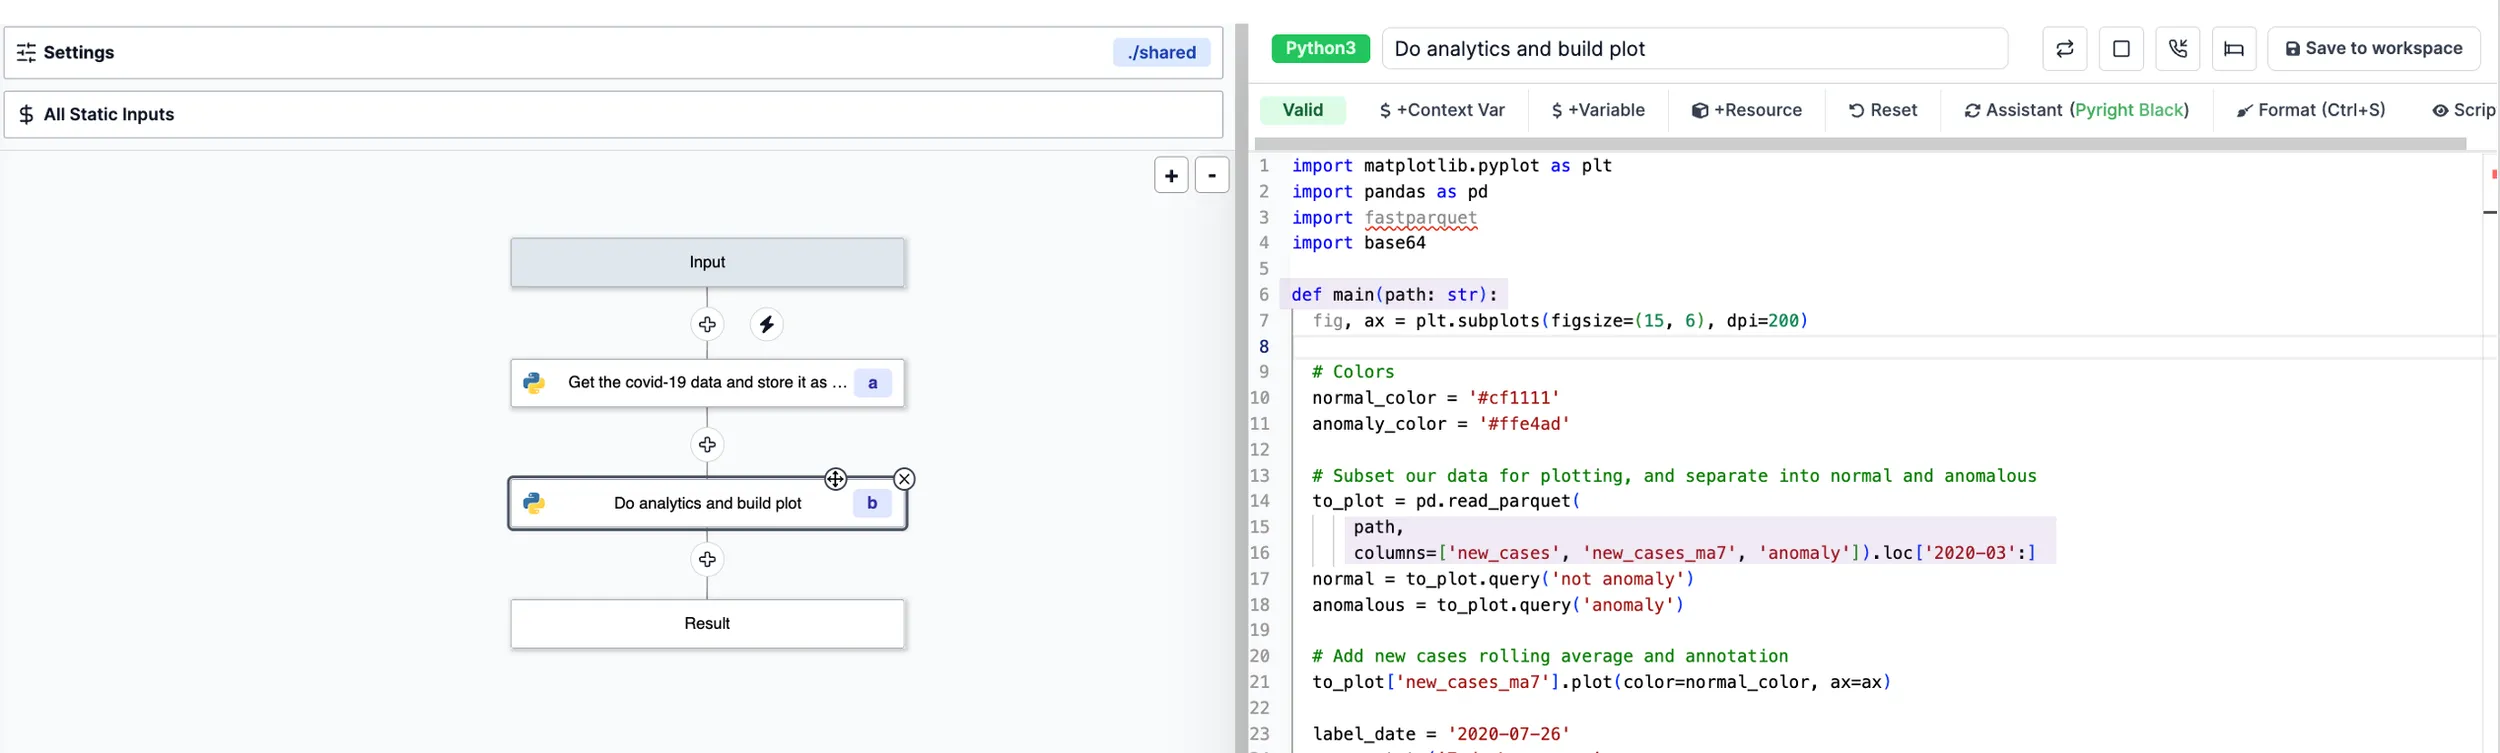 Settings
./shared
All Static Inputs
+
-
Input
Get the covid-19 data and store it as ...
a
Do analytics and build plot
b
Result
Python3
Do analytics and build plot
Save to workspace
Valid
$ +Context Var
$ +Variable
+Resource
Reset
Assistant (Pyright Black)
Format (Ctrl+S)
Scrip
1 import matplotlib.pyplot as plt
2 import pandas as pd
3 import fastparquet
4 import base64
5
6 def main(path: str):
7 fig, ax = plt.subplots(figsize=(15, 6), dpi=200)
8
9 # Colors
10 normal_color = '#cf1111'
11 anomaly_color = '#ffe4ad'
12
13 # Subset our data for plotting, and separate into normal and anomalous
14 to_plot = pd.read_parquet(
15 path,
16 columns=['new_cases', 'new_cases_ma7', 'anomaly']).loc['2020-03':]
17 normal = to_plot.query('not anomaly')
18 anomalous = to_plot.query('anomaly')
19
20 # Add new cases rolling average and annotation
21 to_plot['new_cases_ma7'].plot(color=normal_color, ax=ax)
22
23 label_date = '2020-07-26'